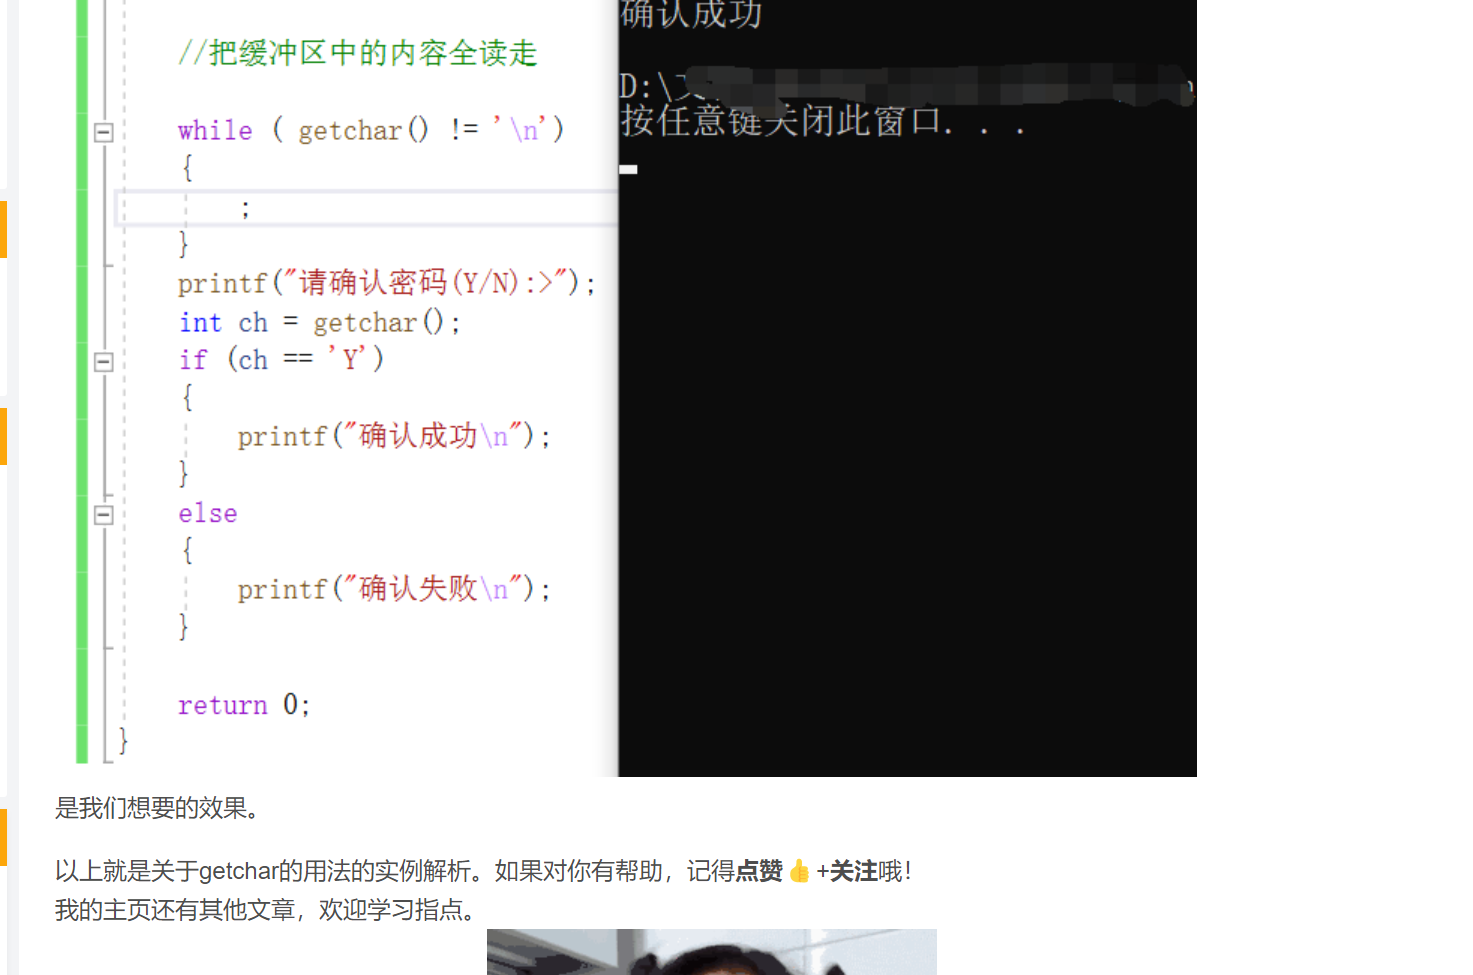 //把缓冲区中的内容全读走
while ( getchar() != '\n')
{
;
}
printf("请确认密码(Y/N):>");
int ch = getchar();
if (ch == 'Y')
{
printf("确认成功\n");
}
else
{
printf("确认失败\n");
}
return 0;
}
确认成功
D:\
按任意键关闭此窗口. . .
是我们想要的效果。
以上就是关于getchar的用法的实例解析。如果对你有帮助，记得点赞👍+关注哦！
我的主页还有其他文章，欢迎学习指点。